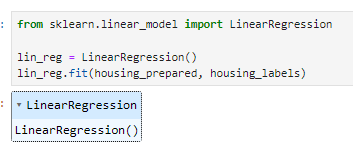 : from sklearn.linear_model import LinearRegression
lin_reg = LinearRegression()
lin_reg.fit(housing_prepared, housing_labels)
: ▾ LinearRegression
LinearRegression()